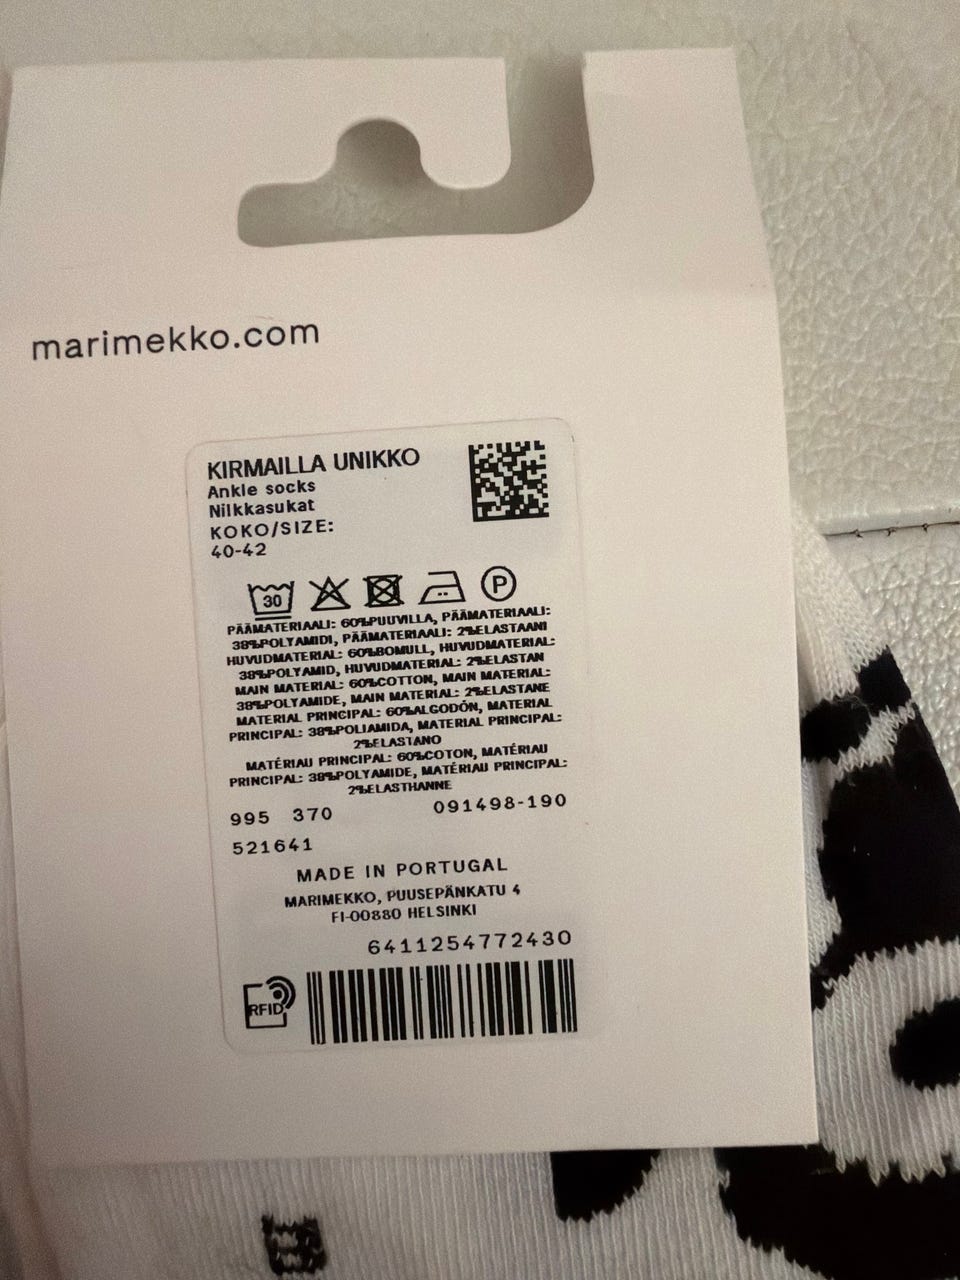 marimekko.com
KIRMAILLA UNIKKO
Ankle socks
Nilkkasukat
KOKO/SIZE:
40-42
30
P
PÄÄMATERIAALI: 60%PUUVILLA, PÄÄMATERIAALI:
38%POLYAMIDI, PÄÄMATERIAALI: 2%ELASTAANI
HUVUDMATERIAL: 60%BOMULL, HUVUDMATERIAL:
38%POLYAMID, HUVUDMATERIAL: 2%ELASTAN
MAIN MATERIAL: 60%COTTON, MAIN MATERIAL:
38%POLYAMIDE, MAIN MATERIAL: 2%ELASTANE
MATERIAL PRINCIPAL: 60%ALGODÓN, MATERIAL
PRINCIPAL: 38%POLIAMIDA, MATERIAL PRINCIPAL:
2%ELASTANO
MATÉRIAU PRINCIPAL: 60%COTON, MATÉRIAU
PRINCIPAL: 38%POLYAMIDE, MATÉRIAU PRINCIPAL:
2%ELASTHANNE
995 370 091498-190
521641
MADE IN PORTUGAL
MARIMEKKO, PUUSEPÄNKATU 4
FI-00880 HELSINKI
6411254772430
RFID